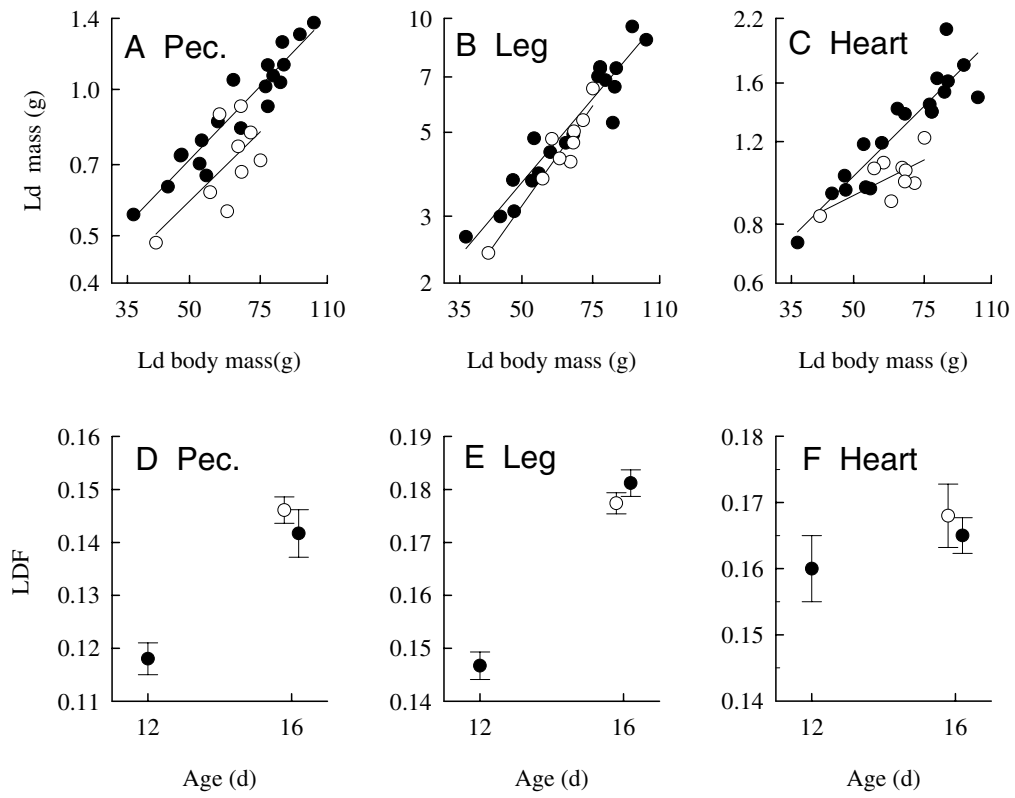 A Pec.
Ld mass (g)
1.4
1.0
0.7
0.5
0.4
35 50 75 110
Ld body mass(g)
B Leg
10
7
5
3
2
35 50 75 110
Ld body mass (g)
C Heart
2.2
1.6
1.2
0.8
0.6
35 50 75 110
Ld body mass (g)
D Pec.
LDF
0.16
0.15
0.14
0.13
0.12
0.11
12 16
Age (d)
E Leg
0.19
0.18
0.17
0.16
0.15
0.14
12 16
Age (d)
F Heart
0.18
0.17
0.16
0.15
0.14
12 16
Age (d)